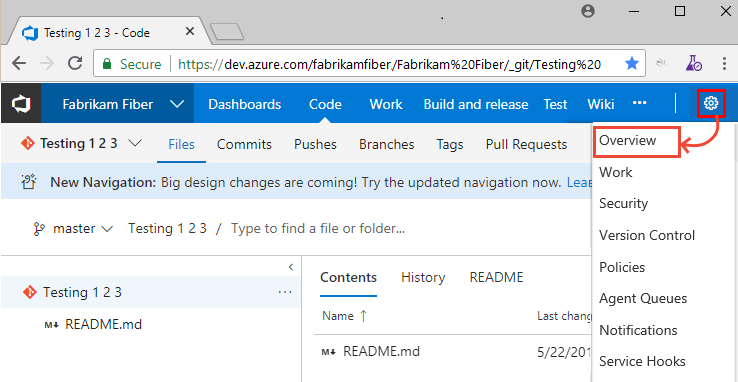 Testing 1 2 3 - Code
Secure https://dev.azure.com/fabrikamfiber/Fabrikam%20Fiber/_git/Testing%20
Fabrikam Fiber Dashboards Code Work Build and release Test Wiki ···
Testing 1 2 3 Files Commits Pushes Branches Tags Pull Requests
Overview
New Navigation: Big design changes are coming! Try the updated navigation now. Lea
Work
Security
master Testing 1 2 3 / Type to find a file or folder...
Version Control
Policies
Contents History README
Testing 1 2 3 ···
Agent Queues
Name ↑ Last chang
README.md
Notifications
README.md 5/22/201
Service Hooks